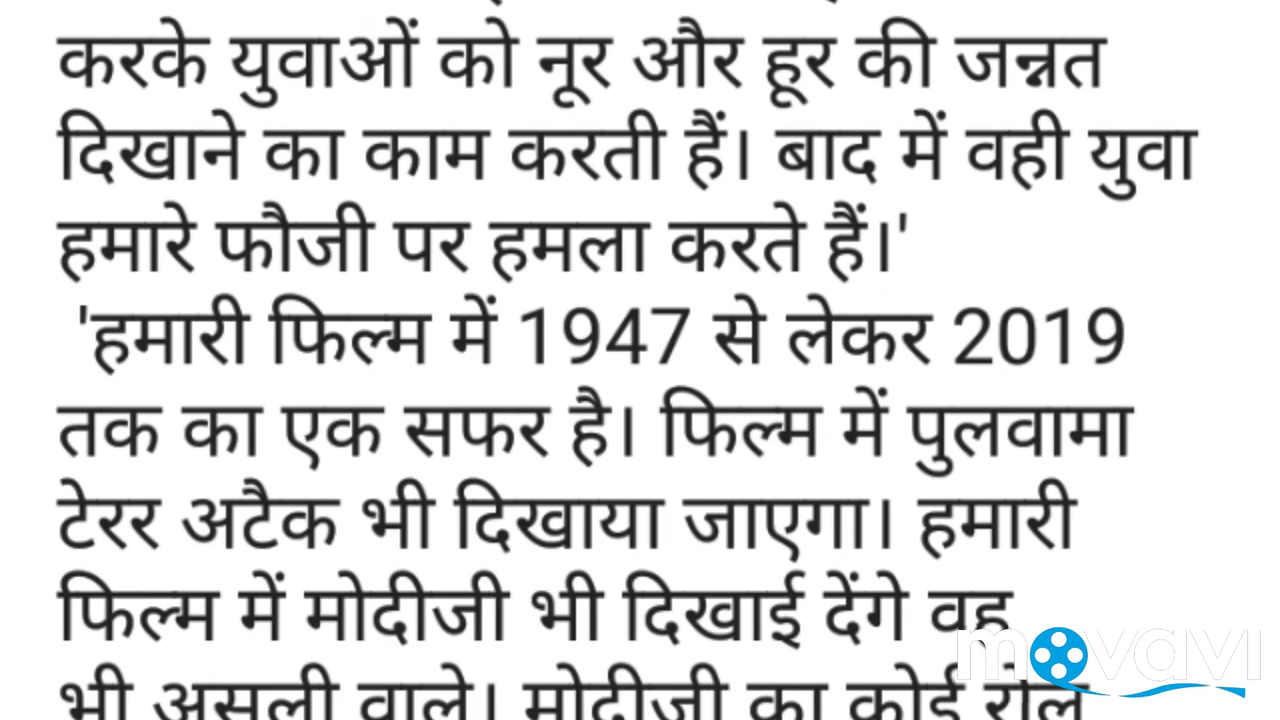 करके युवाओं को नूर और हूर की जन्नत
दिखाने का काम करती हैं। बाद में वही युवा
हमारे फौजी पर हमला करते हैं।'
'हमारी फिल्म में 1947 से लेकर 2019
तक का एक सफर है। फिल्म में पुलवामा
टेरर अटैक भी दिखाया जाएगा। हमारी
फिल्म में मोदीजी भी दिखाई देंगे वह
भी असली वाले। मोदीजी का कोई रोल
movavi